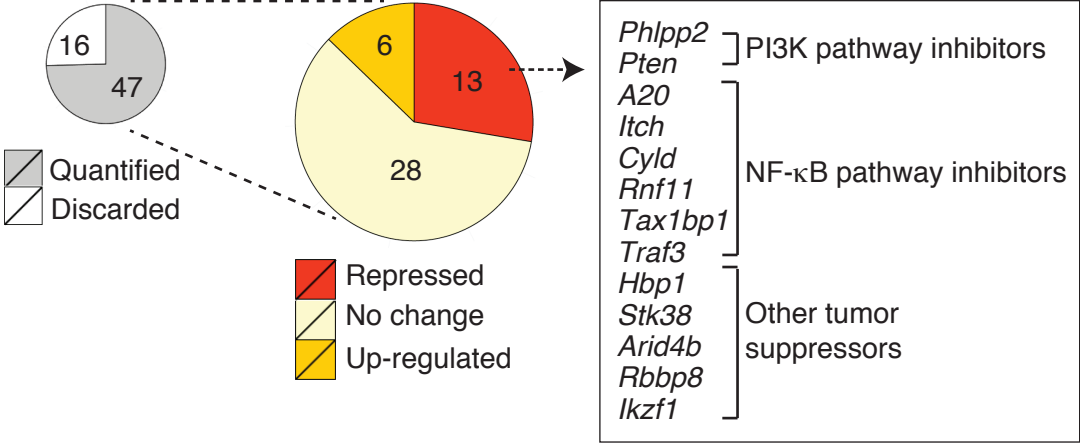 16
47
Quantified
Discarded
6
13
28
Repressed
No change
Up-regulated
Phlpp2
Pten
PI3K pathway inhibitors
A20
Itch
Cyld
Rnf11
Tax1bp1
Traf3
NF-κB pathway inhibitors
Hbp1
Stk38
Arid4b
Rbbp8
Ikzf1
Other tumor
suppressors